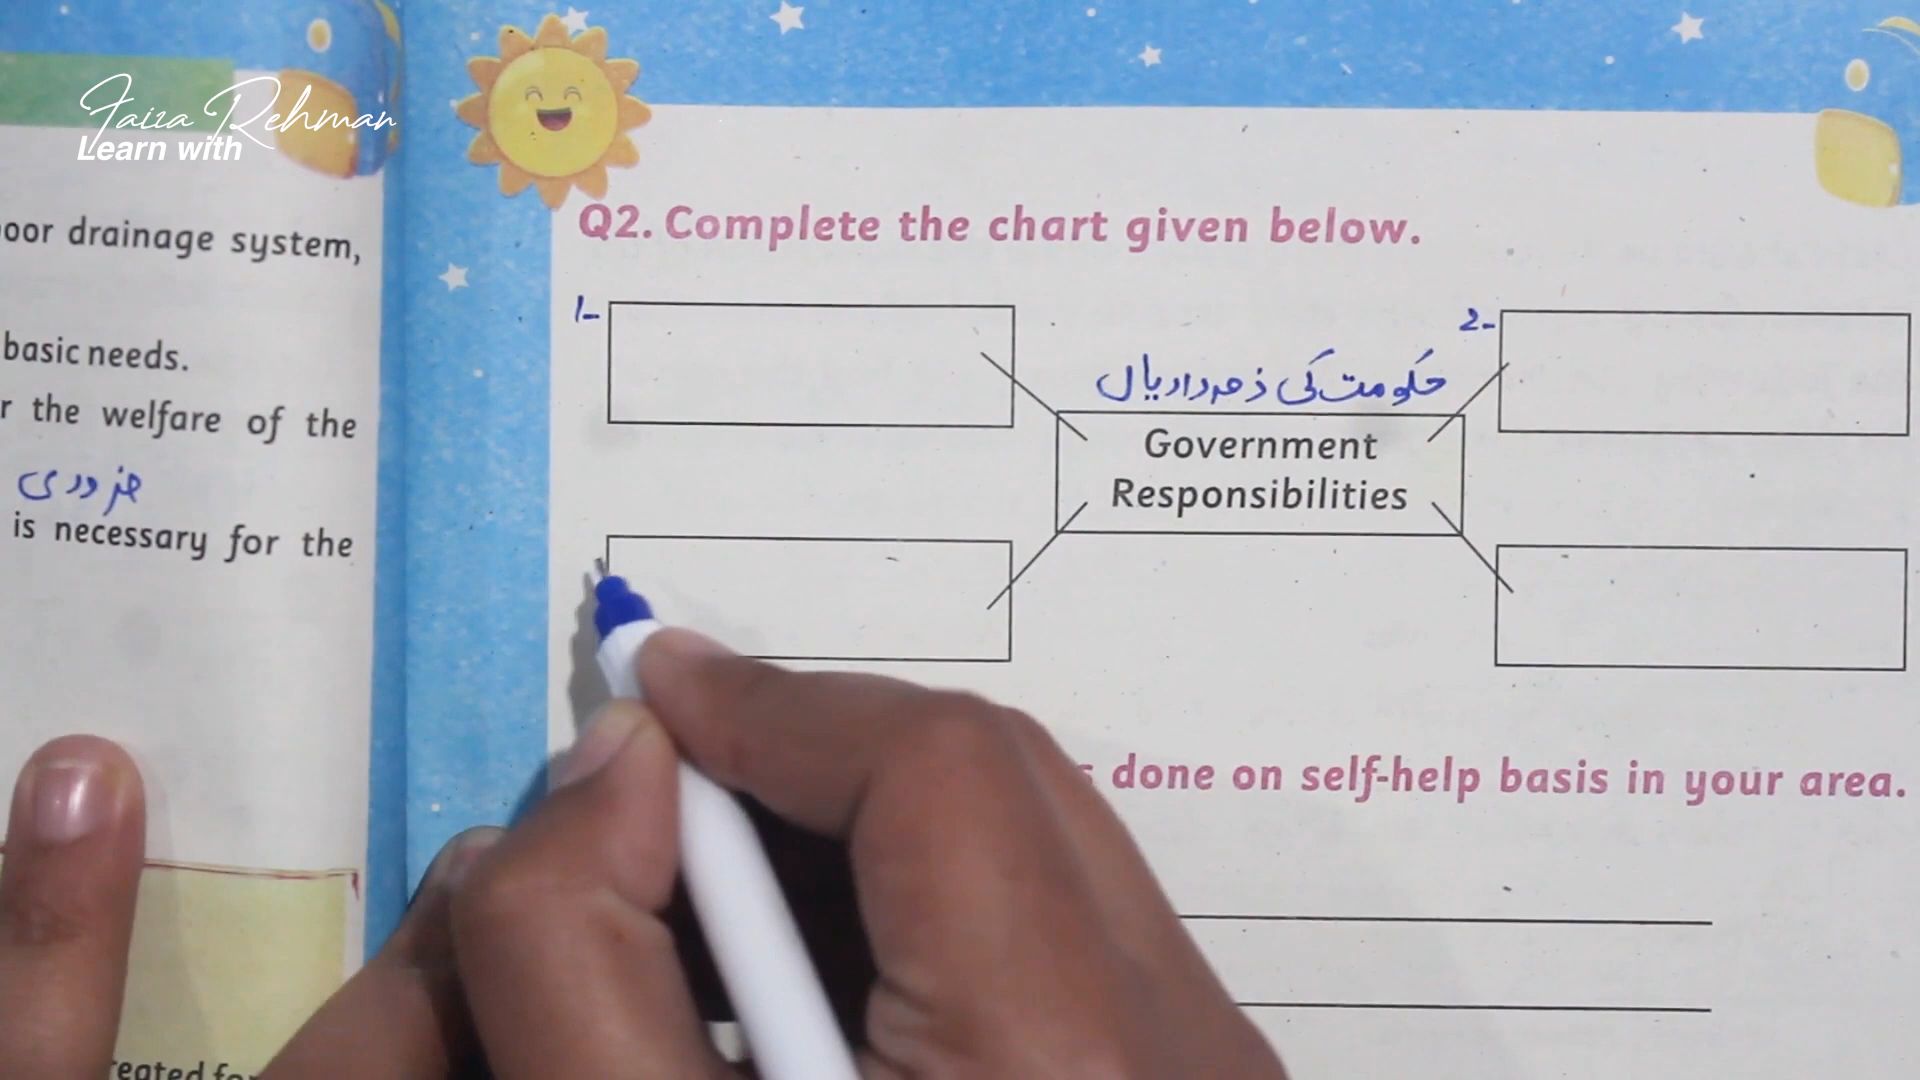 Faiza Rehman
Learn with
oor drainage system,
basic needs.
r the welfare of the
ضروری
is necessary for the
reated fo
Q2. Complete the chart given below.
1-
2-
حکومت کی ذمہ داریاں
Government
Responsibilities
done on self-help basis in your area.